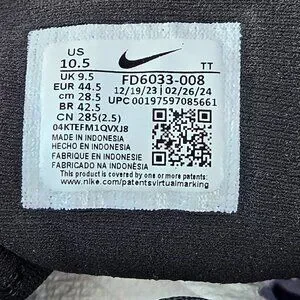 US
10.5 TT
UK 9.5 FD6033-008
EUR 44.5 12/19/23 | 02/26/24
cm 28.5 UPC 00197597085661
BR 42.5
CN 285(2.5)
04KTEFM1QVXJ8
MADE IN INDONESIA
HECHO EN INDONESIA
FABRIQUE EN INDONESIE
FABRICADO NA INDONÉSIA
This product is covered by one or more patents.
www.nike.com/patentsvirtualmarking